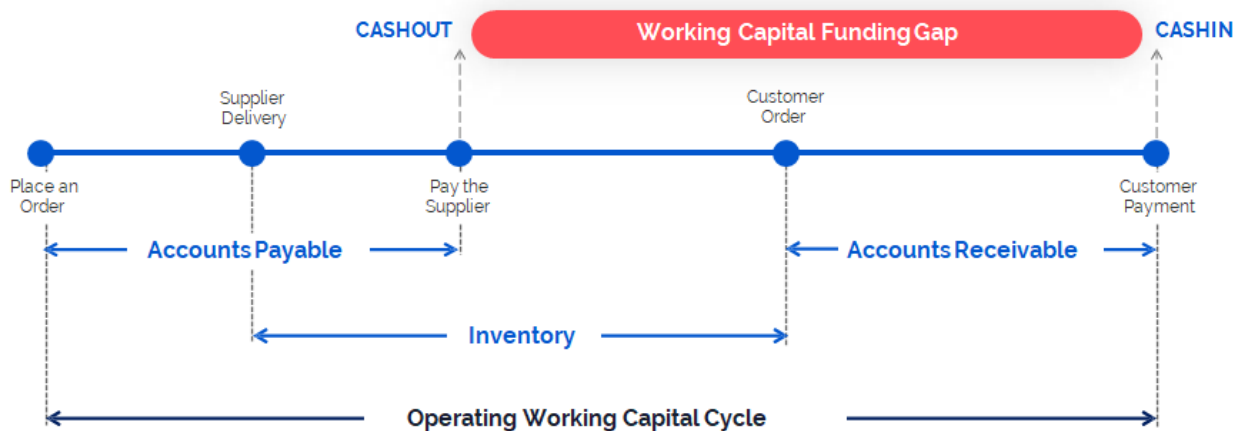 CASHOUT
Working Capital Funding Gap
CASHIN
Supplier
Delivery
Customer
Order
Place an
Order
Pay the
Supplier
Customer
Payment
Accounts Payable
Accounts Receivable
Inventory
Operating Working Capital Cycle